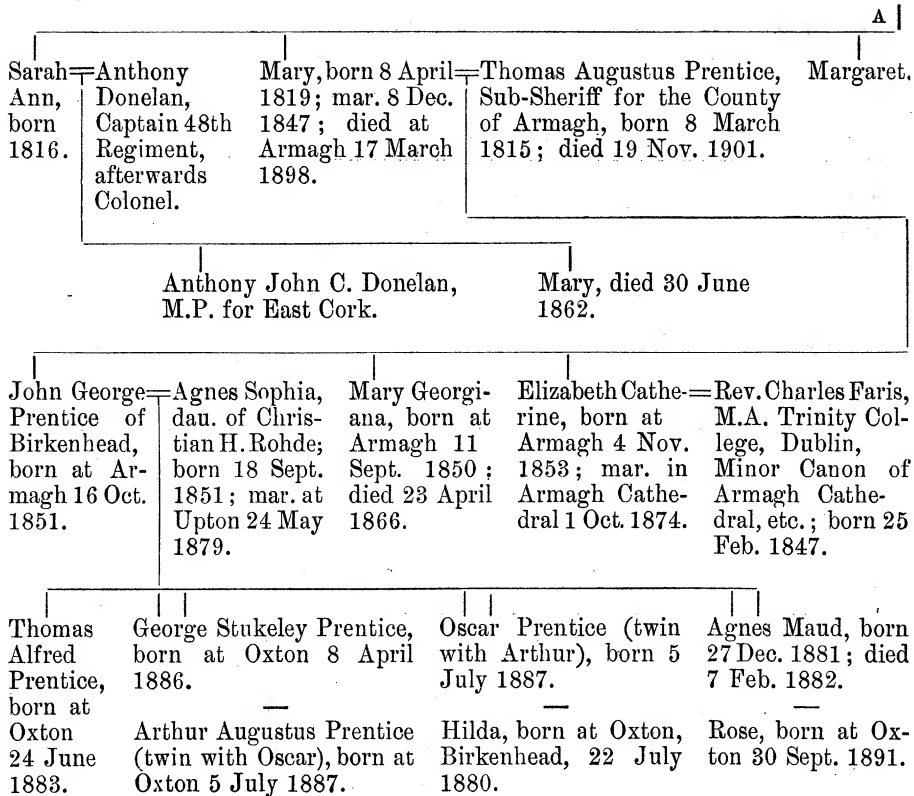 A
Sarah
Ann,
born
1816.
Anthony
Donelan,
Captain 48th
Regiment,
afterwards
Colonel.
Mary, born 8 April
1819; mar. 8 Dec.
1847; died at
Armagh 17 March
1898.
Thomas Augustus Prentice,
Sub-Sheriff for the County
of Armagh, born 8 March
1815; died 19 Nov. 1901.
Margaret.
Anthony John C. Donelan,
M.P. for East Cork.
Mary, died 30 June
1862.
John George
Prentice of
Birkenhead,
born at Ar-
magh 16 Oct.
1851.
Agnes Sophia,
dau. of Chris-
tian H. Rohde;
born 18 Sept.
1851; mar. at
Upton 24 May
1879.
Mary Georgi-
ana, born at
Armagh 11
Sept. 1850;
died 23 April
1866.
Elizabeth Cathe-
rine, born at
Armagh 4 Nov.
1853; mar. in
Armagh Cathe-
dral 1 Oct. 1874.
Rev. Charles Faris,
M.A. Trinity Col-
lege, Dublin,
Minor Canon of
Armagh Cathe-
dral, etc.; born 25
Feb. 1847.
Thomas
Alfred
Prentice,
born at
Oxton
24 June
1883.
George Stukeley Prentice,
born at Oxton 8 April
1886.
Arthur Augustus Prentice
(twin with Oscar), born at
Oxton 5 July 1887.
Oscar Prentice (twin
with Arthur), born 5
July 1887.
Hilda, born at Oxton,
Birkenhead, 22 July
1880.
Agnes Maud, born
27 Dec. 1881; died
7 Feb. 1882.
Rose, born at Ox-
ton 30 Sept. 1891.